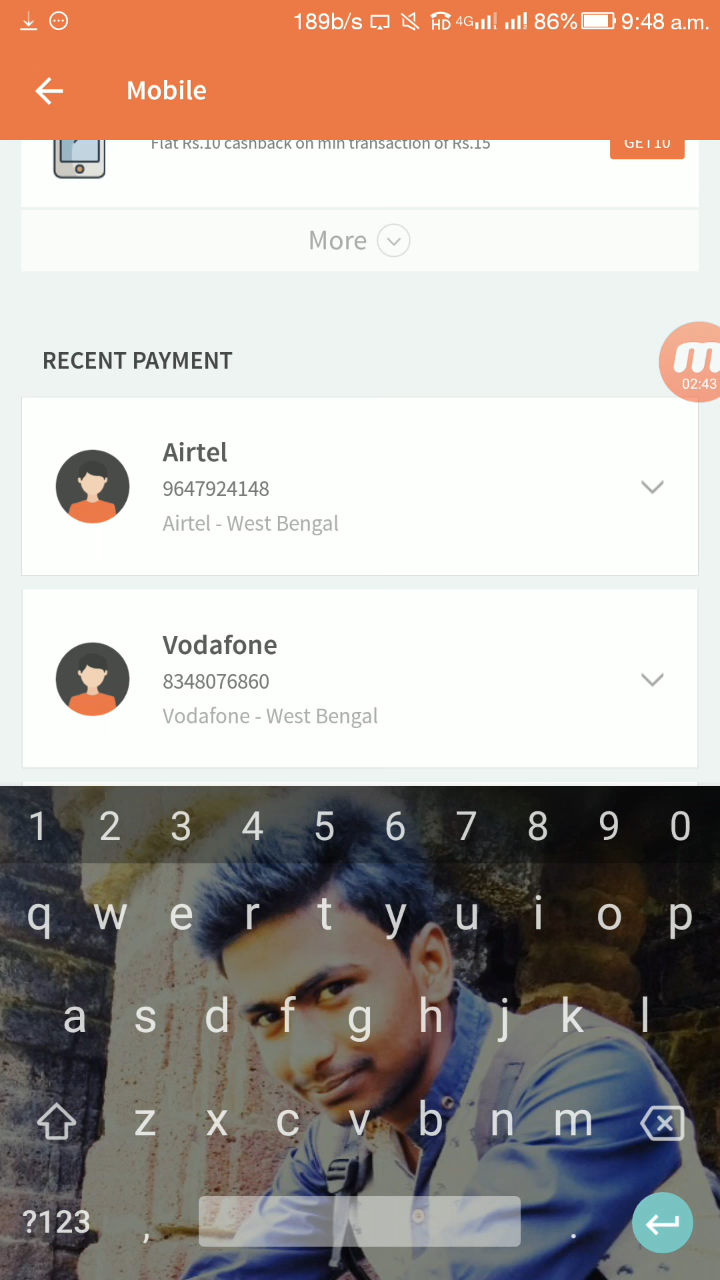 189b/s HD 4G 86% 9:48 a.m.
Mobile
Flat Rs.10 cashback on min transaction of Rs.15 GET10
More
RECENT PAYMENT
m
02:43
Airtel
9647924148
Airtel - West Bengal
Vodafone
8348076860
Vodafone - West Bengal
1 2 3 4 5 6 7 8 9 0
q w e r t y u i o p
a s d f g h j k l
z x c v b n m
?123 , .